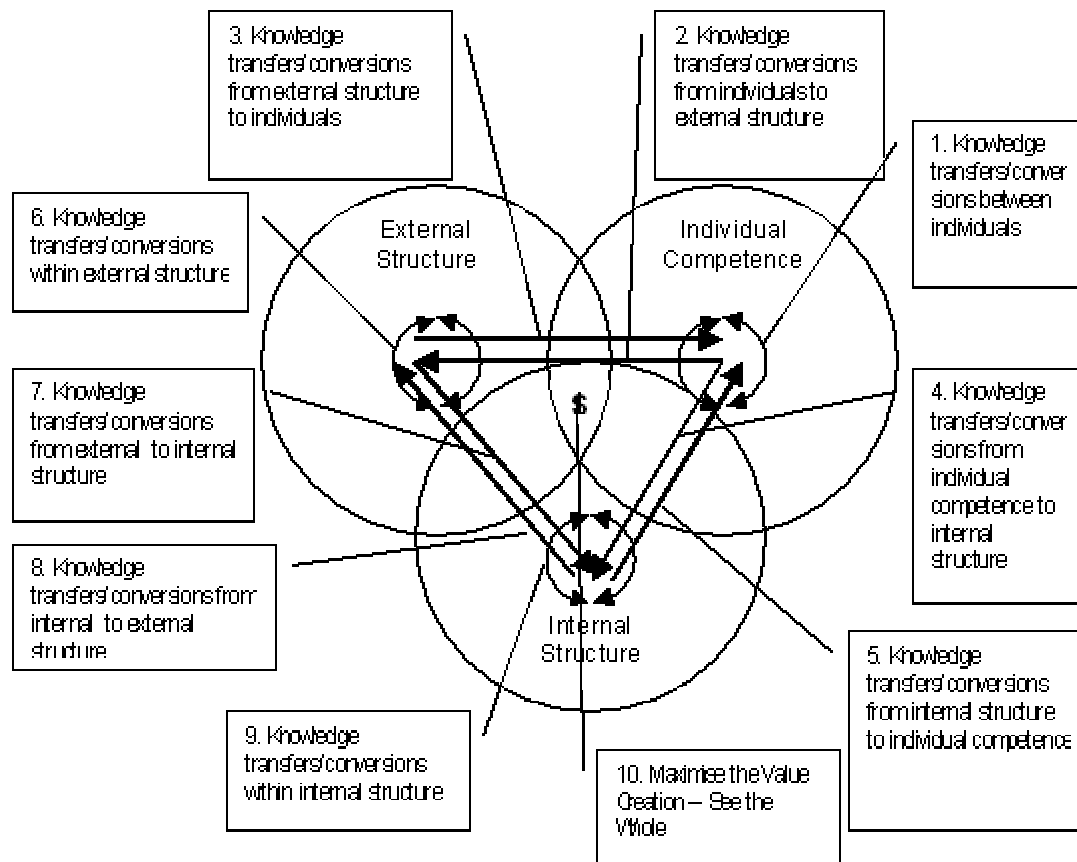 3. Knowledge
transfers/conversions
from external structure
to individuals
2. Knowledge
transfers/conversions
from individuals to
external structure
1. Knowledge
transfers/conver
sions between
individuals
6. Knowledge
transfers/conversions
within external structure
External
Structure
Individual
Competence
7. Knowledge
transfers/conversions
from external to internal
structure
$
4. Knowledge
transfers/conver
sions from
individual
competence to
internal
structure
8. Knowledge
transfers/conversions from
internal to external
structure
Internal
Structure
5. Knowledge
transfers/conversions
from internal structure
to individual competence
9. Knowledge
transfers/conversions
within internal structure
10. Maximise the Value
Creation – See the
Whole